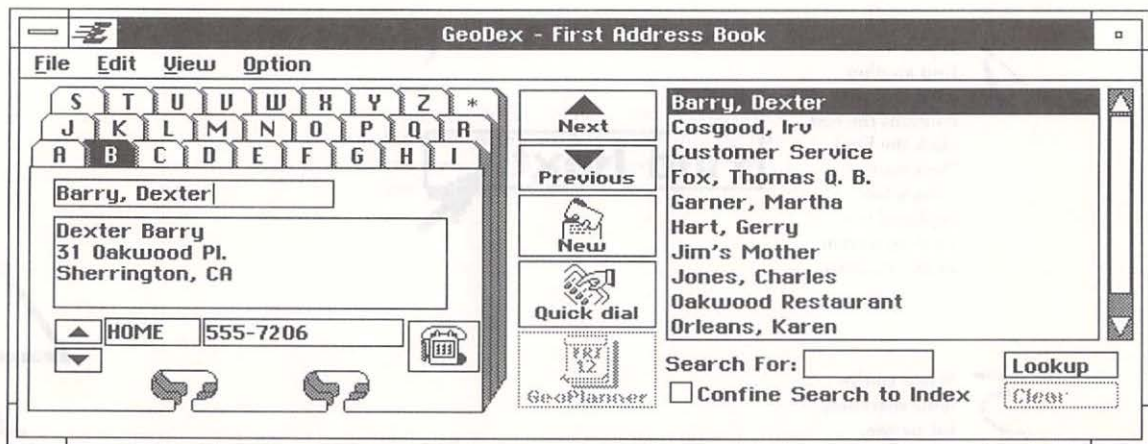 GeoDex - First Address Book
File Edit View Option
S T U V W X Y Z *
J K L M N O P Q R
A B C D E F G H I
Barry, Dexter
Dexter Barry
31 Oakwood Pl.
Sherrington, CA
HOME 555-7206
Next
Previous
New
Quick dial
FRI
12
GeoPlanner
Barry, Dexter
Cosgood, Irv
Customer Service
Fox, Thomas Q. B.
Garner, Martha
Hart, Gerry
Jim's Mother
Jones, Charles
Oakwood Restaurant
Orleans, Karen
Search For:
Lookup
Confine Search to Index
Clear